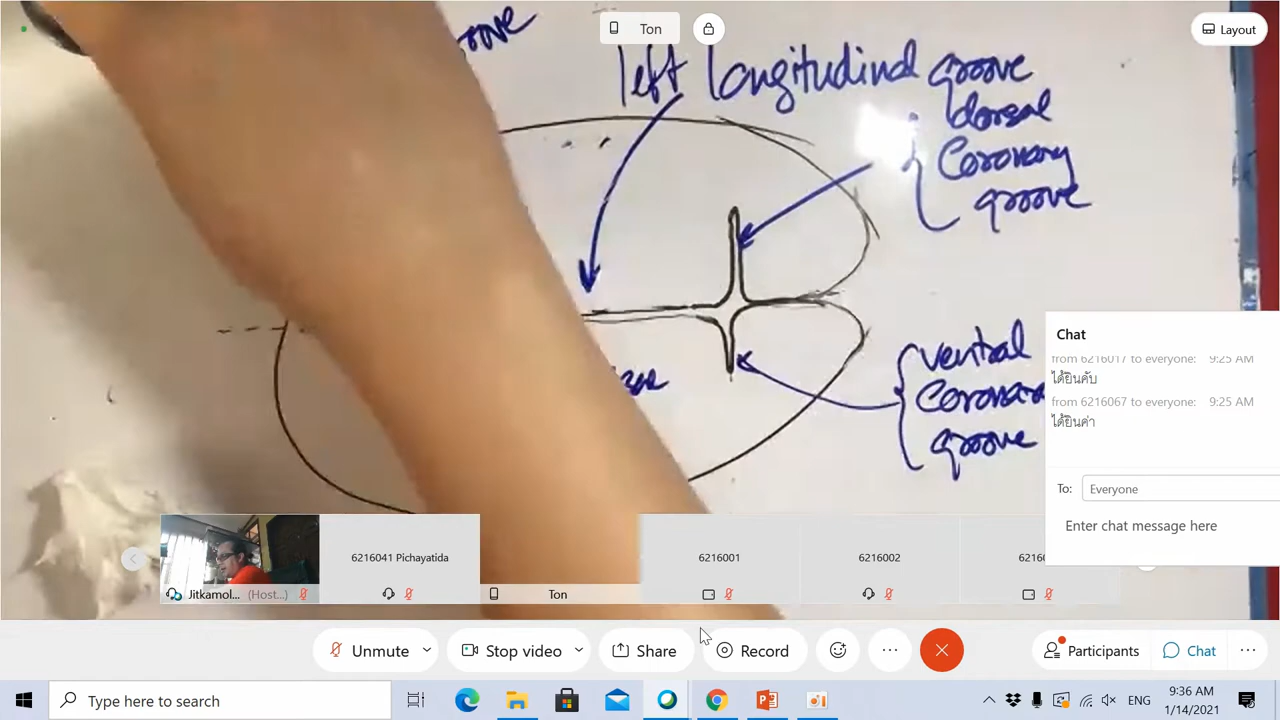 Ton
Layout
left longitudinal groove
dorsal
Coronary
groove
ventral
groove
Chat
from 6216017 to everyone: 9:25 AM
ได้ยินคับ
from 6216067 to everyone: 9:25 AM
ได้ยินค่า
To: Everyone
Enter chat message here
Jitkamol... (Host...)
6216041 Pichayatida
Ton
6216001
6216002
Unmute
Stop video
Share
Record
Participants
Chat
Type here to search
ENG
9:36 AM
1/14/2021